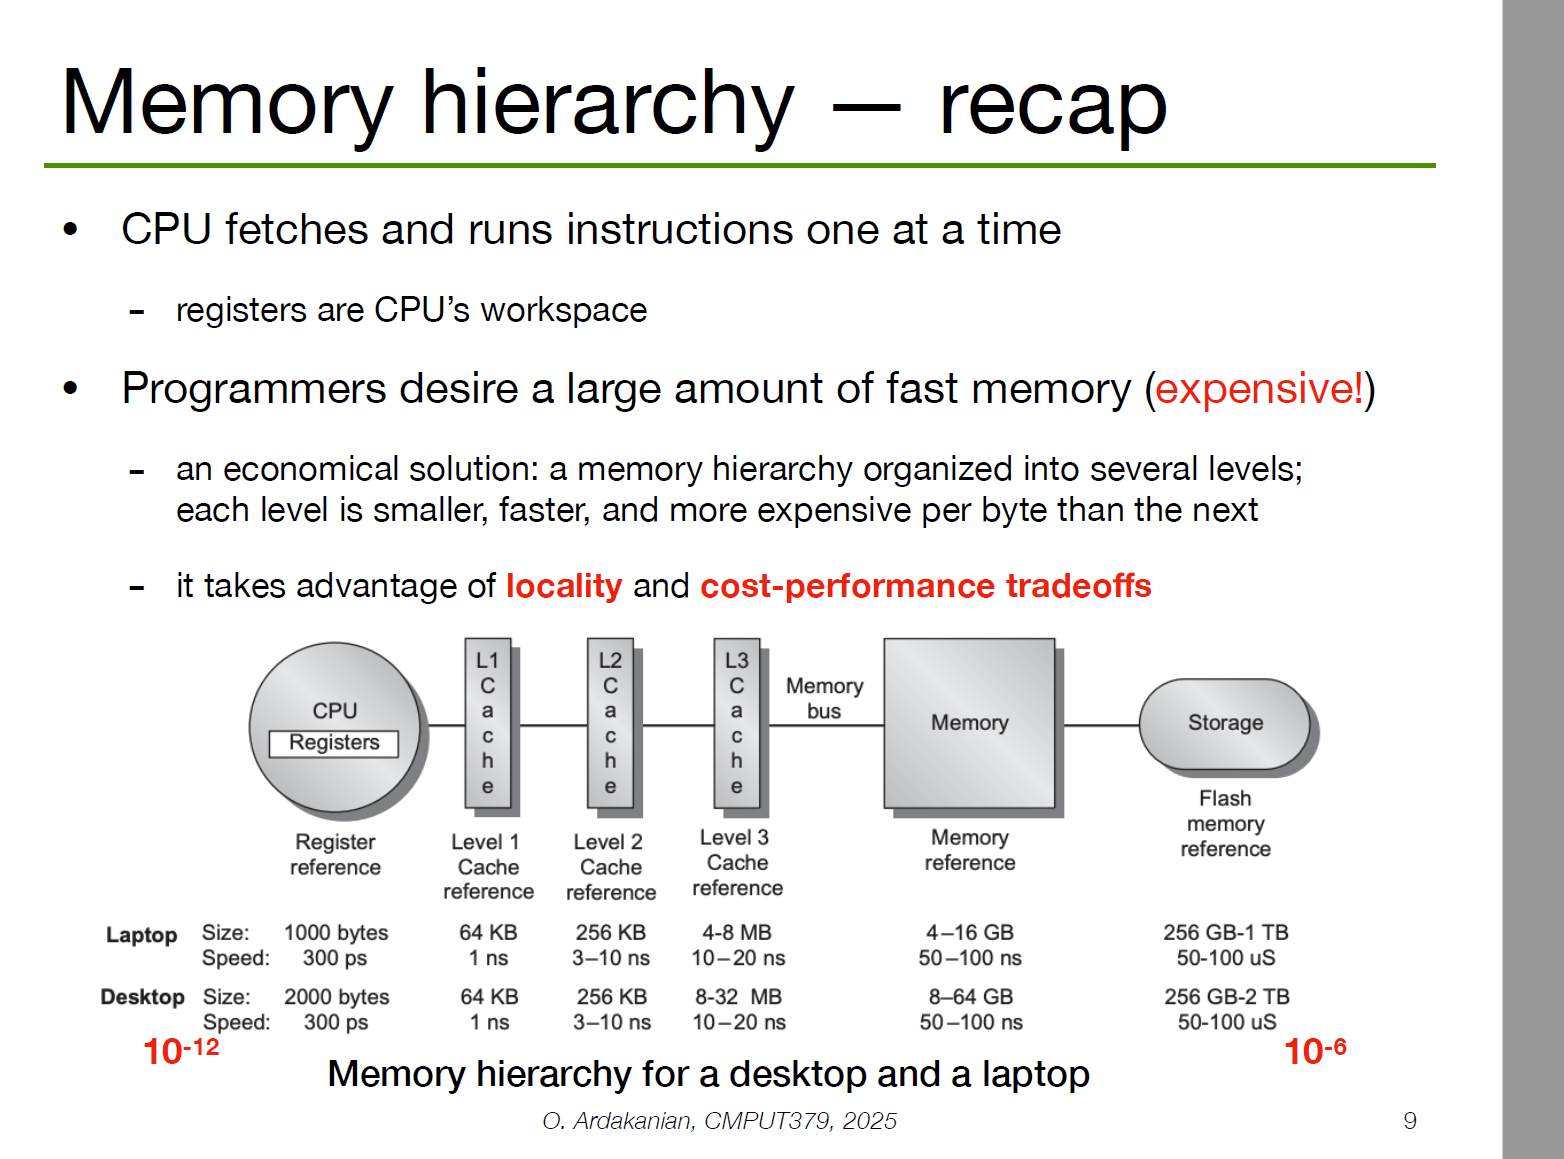 Memory hierarchy — recap
• CPU fetches and runs instructions one at a time
- registers are CPU's workspace
• Programmers desire a large amount of fast memory (expensive!)
- an economical solution: a memory hierarchy organized into several levels;
each level is smaller, faster, and more expensive per byte than the next
- it takes advantage of locality and cost-performance tradeoffs
CPU
Registers
L1
C
a
c
h
e
L2
C
a
c
h
e
L3
C
a
c
h
e
Memory
bus
Memory
Storage
Register
reference
Level 1
Cache
reference
Level 2
Cache
reference
Level 3
Cache
reference
Memory
reference
Flash
memory
reference
Laptop Size: 1000 bytes 64 KB 256 KB 4-8 MB 4–16 GB 256 GB-1 TB
Speed: 300 ps 1 ns 3–10 ns 10–20 ns 50–100 ns 50-100 uS
Desktop Size: 2000 bytes 64 KB 256 KB 8-32 MB 8–64 GB 256 GB-2 TB
Speed: 300 ps 1 ns 3–10 ns 10–20 ns 50–100 ns 50-100 uS
10-12 10-6
Memory hierarchy for a desktop and a laptop
O. Ardakanian, CMPUT379, 2025 9